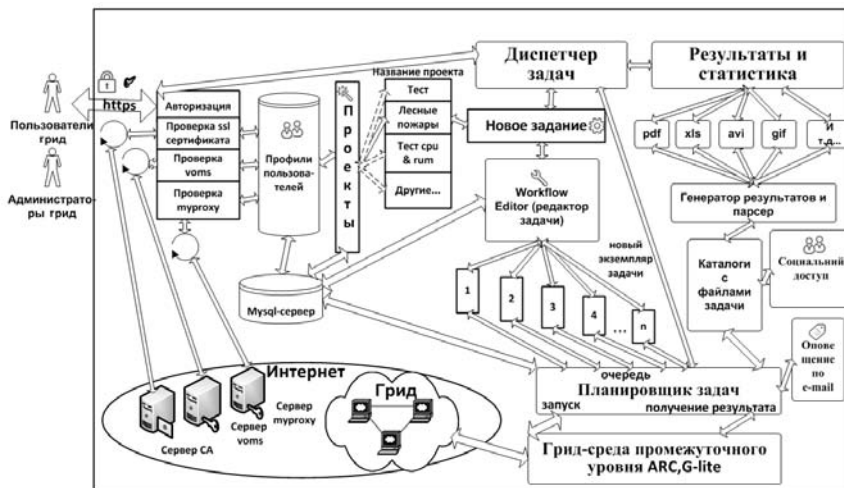 Диспетчер
задач
Результаты и
статистика
https
Пользователи
грид
Администрато
ры грид
Авторизация
Проверка ssl
сертификата
Проверка
voms
Проверка
myproxy
Профили
пользова-
телей
Проекты
Название проекта
Тест
Лесные
пожары
Тест cpu
& rum
Другие...
Новое задание
pdf
xls
avi
gif
И
т.д...
Workflow
Editor (редактор
задачи)
Генератор результатов и
парсер
новый
экземпляр
задачи
Каталоги
с
файлами
задачи
Социальний
доступ
Mysql-сервер
1
2
3
4
...
n
Опове
щение
по
e-mail
очередь
Планировщик задач
запуск
получение результата
Интернет
Грид
Сервер СА
Сервер
voms
Сервер
myproxy
Грид-среда промежуточного
уровня ARC,G-lite